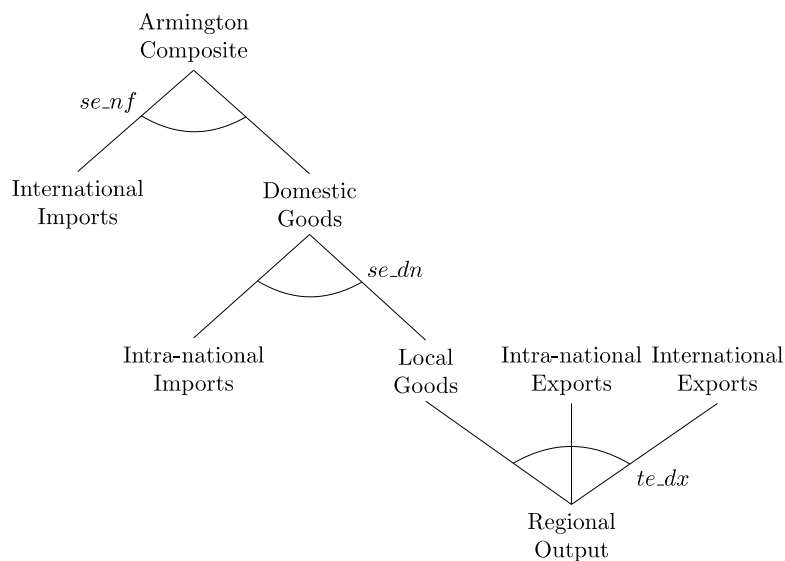 Armington
Composite
se_nf
International
Imports
Domestic
Goods
se_dn
Intra-national
Imports
Local
Goods
Intra-national
Exports
International
Exports
te_dx
Regional
Output